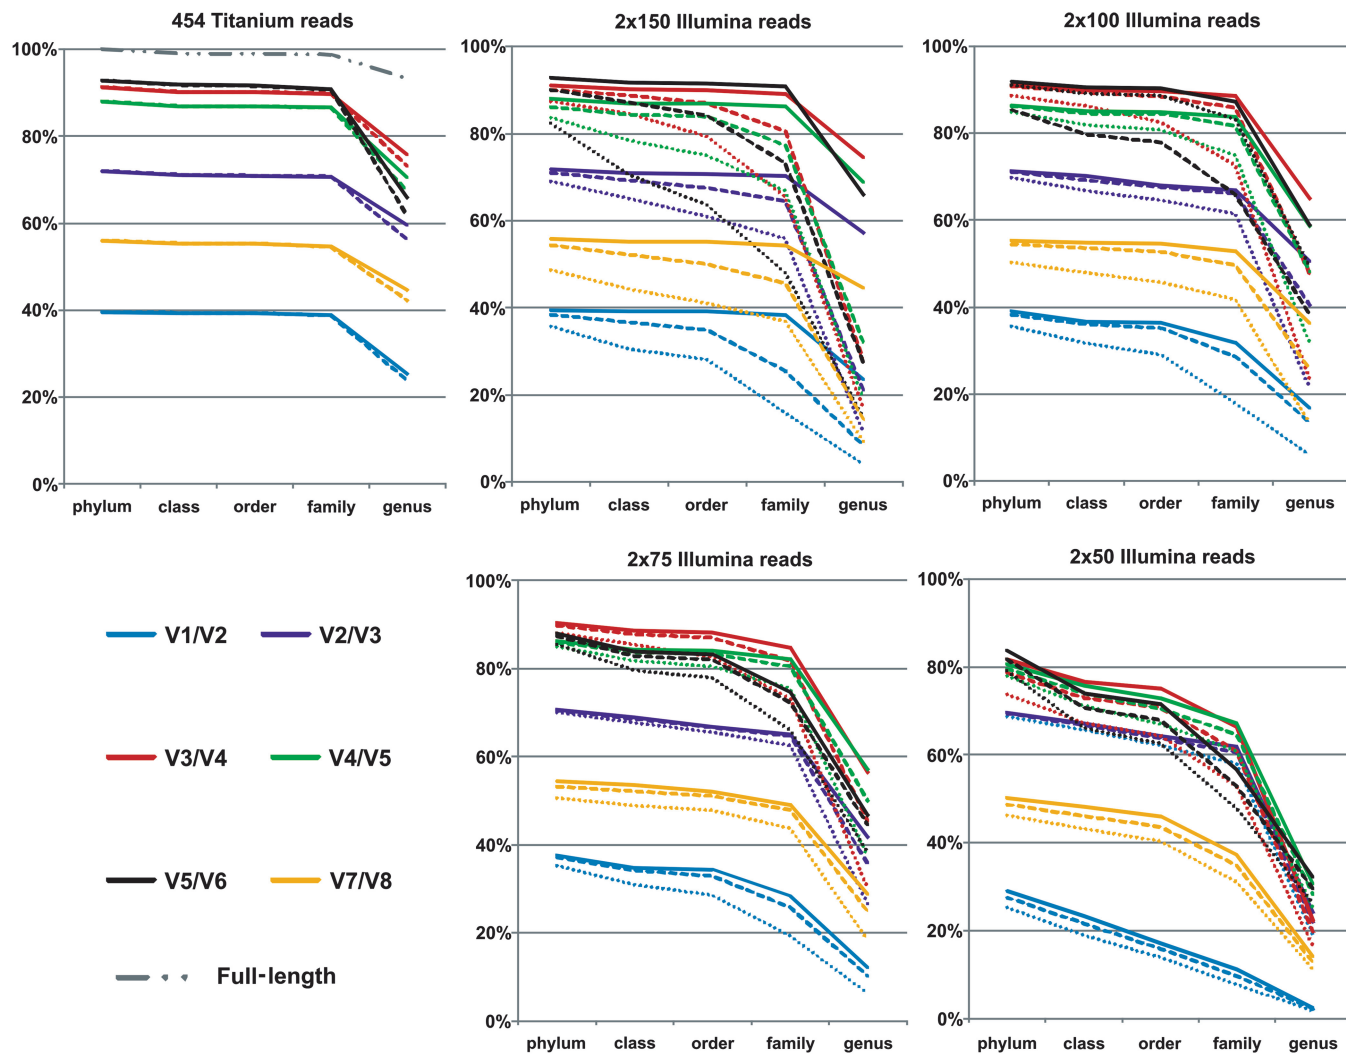 454 Titanium reads
100%
80%
60%
40%
20%
0%
phylum class order family genus
2x150 Illumina reads
100%
80%
60%
40%
20%
0%
phylum class order family genus
2x100 Illumina reads
100%
80%
60%
40%
20%
0%
phylum class order family genus
V1/V2 V2/V3
V3/V4 V4/V5
V5/V6 V7/V8
Full-length
2x75 Illumina reads
100%
80%
60%
40%
20%
0%
phylum class order family genus
2x50 Illumina reads
100%
80%
60%
40%
20%
0%
phylum class order family genus